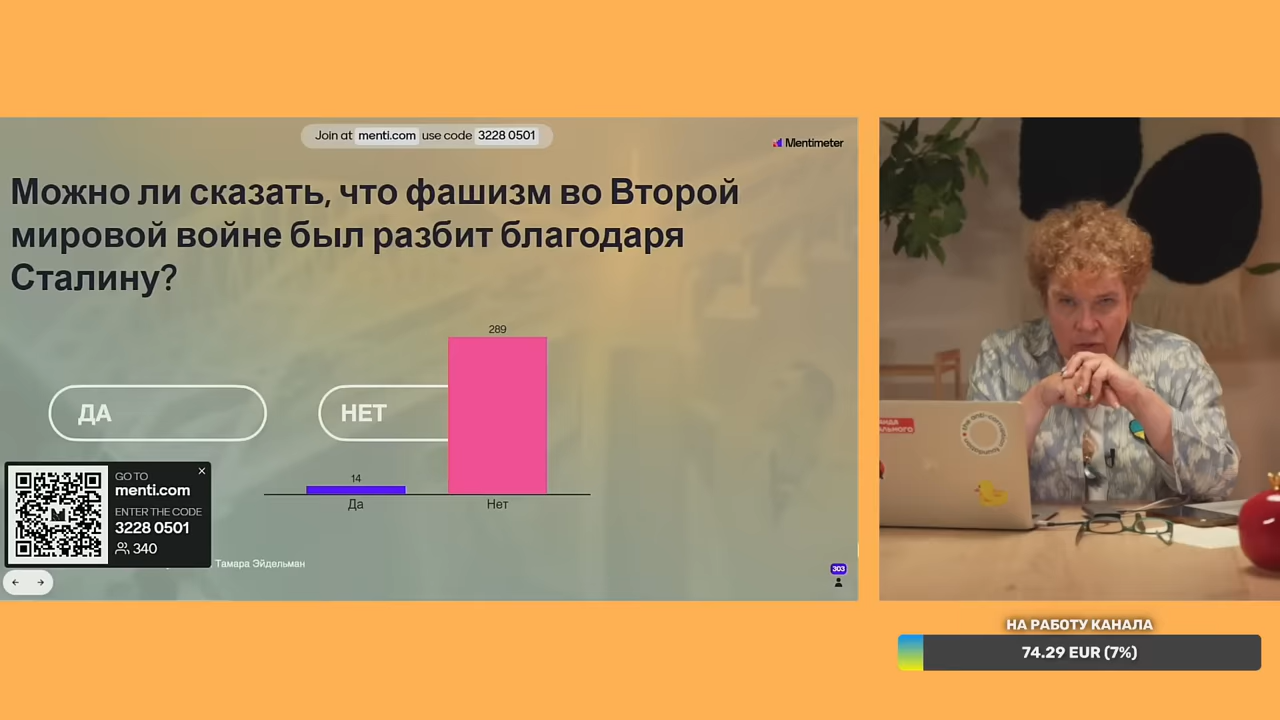 Join at menti.com use code 3228 0501
Mentimeter
Можно ли сказать, что фашизм во Второй
мировой войне был разбит благодаря
Сталину?
289
ДА
НЕТ
14
Да
Нет
GO TO
menti.com
ENTER THE CODE
3228 0501
340
Тамара Эйдельман
303
НА РАБОТУ КАНАЛА
74.29 EUR (7%)